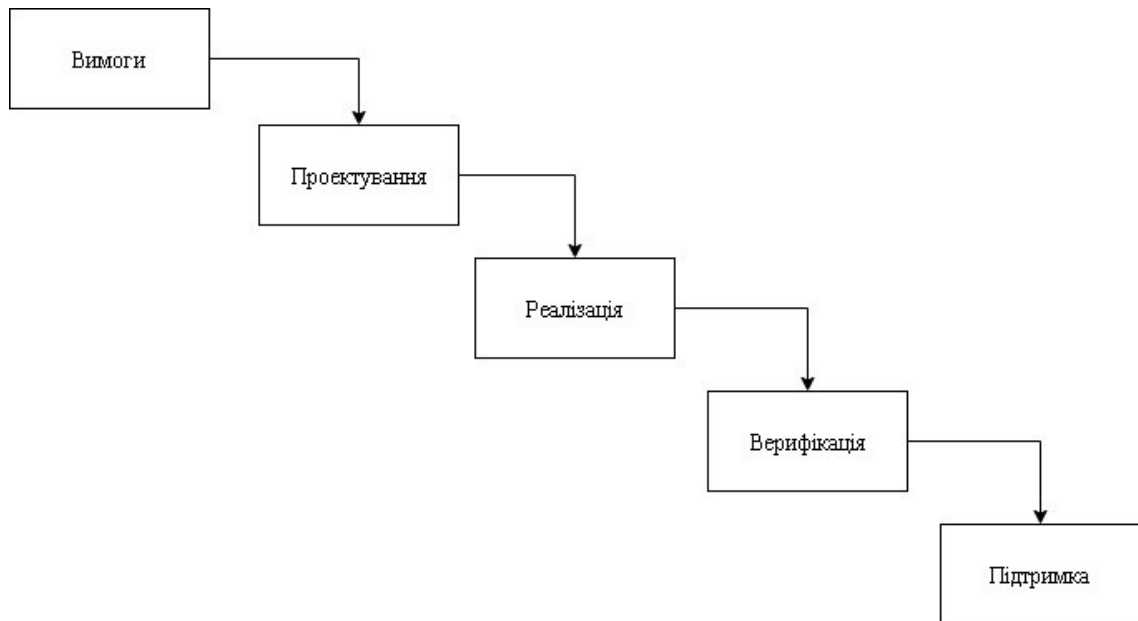 Вимоги
Проектування
Реалізація
Верифікація
Підтримка